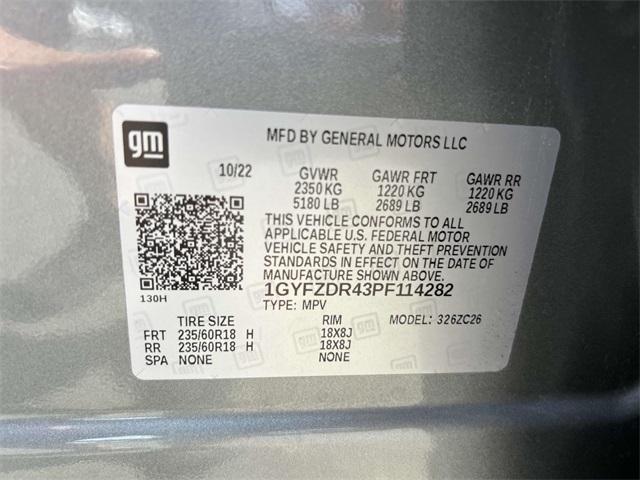 gm
MFD BY GENERAL MOTORS LLC
10/22 GVWR GAWR FRT GAWR RR
2350 KG 1220 KG 1220 KG
5180 LB 2689 LB 2689 LB
THIS VEHICLE CONFORMS TO ALL
APPLICABLE U.S. FEDERAL MOTOR
VEHICLE SAFETY AND THEFT PREVENTION
STANDARDS IN EFFECT ON THE DATE OF
MANUFACTURE SHOWN ABOVE.
130H 1GYFZDR43PF114282
TYPE: MPV
TIRE SIZE RIM MODEL: 326ZC26
FRT 235/60R18 H 18X8J
RR 235/60R18 H 18X8J
SPA NONE NONE